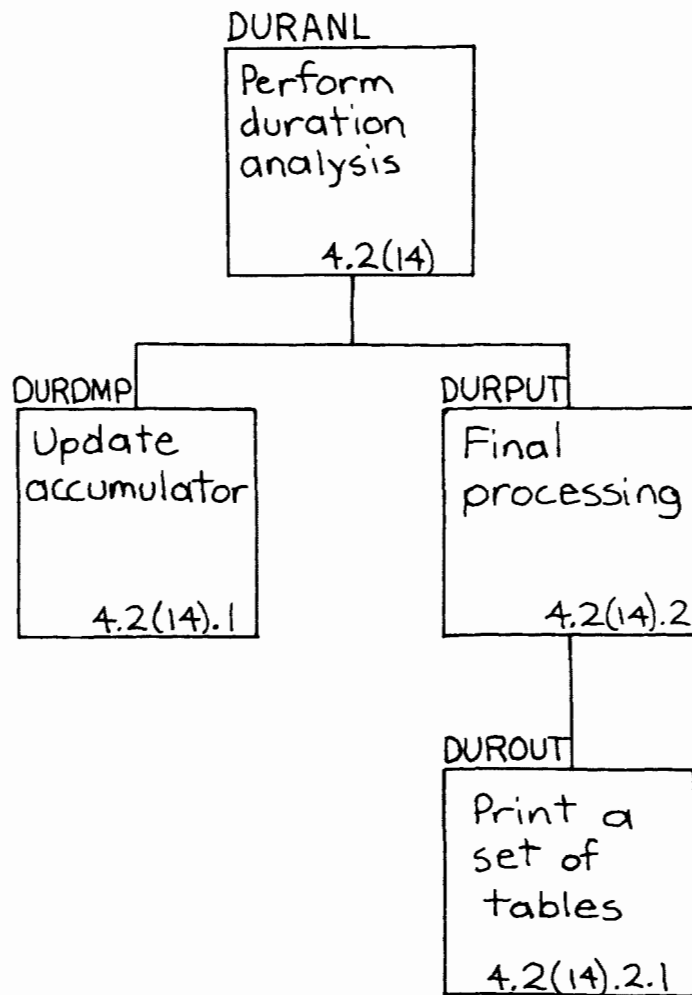 DURANL
Perform
duration
analysis
4.2(14)
DURDMP
Update
accumulator
4.2(14).1
DURPUT
Final
processing
4.2(14).2
DUROUT
Print a
set of
tables
4.2(14).2.1